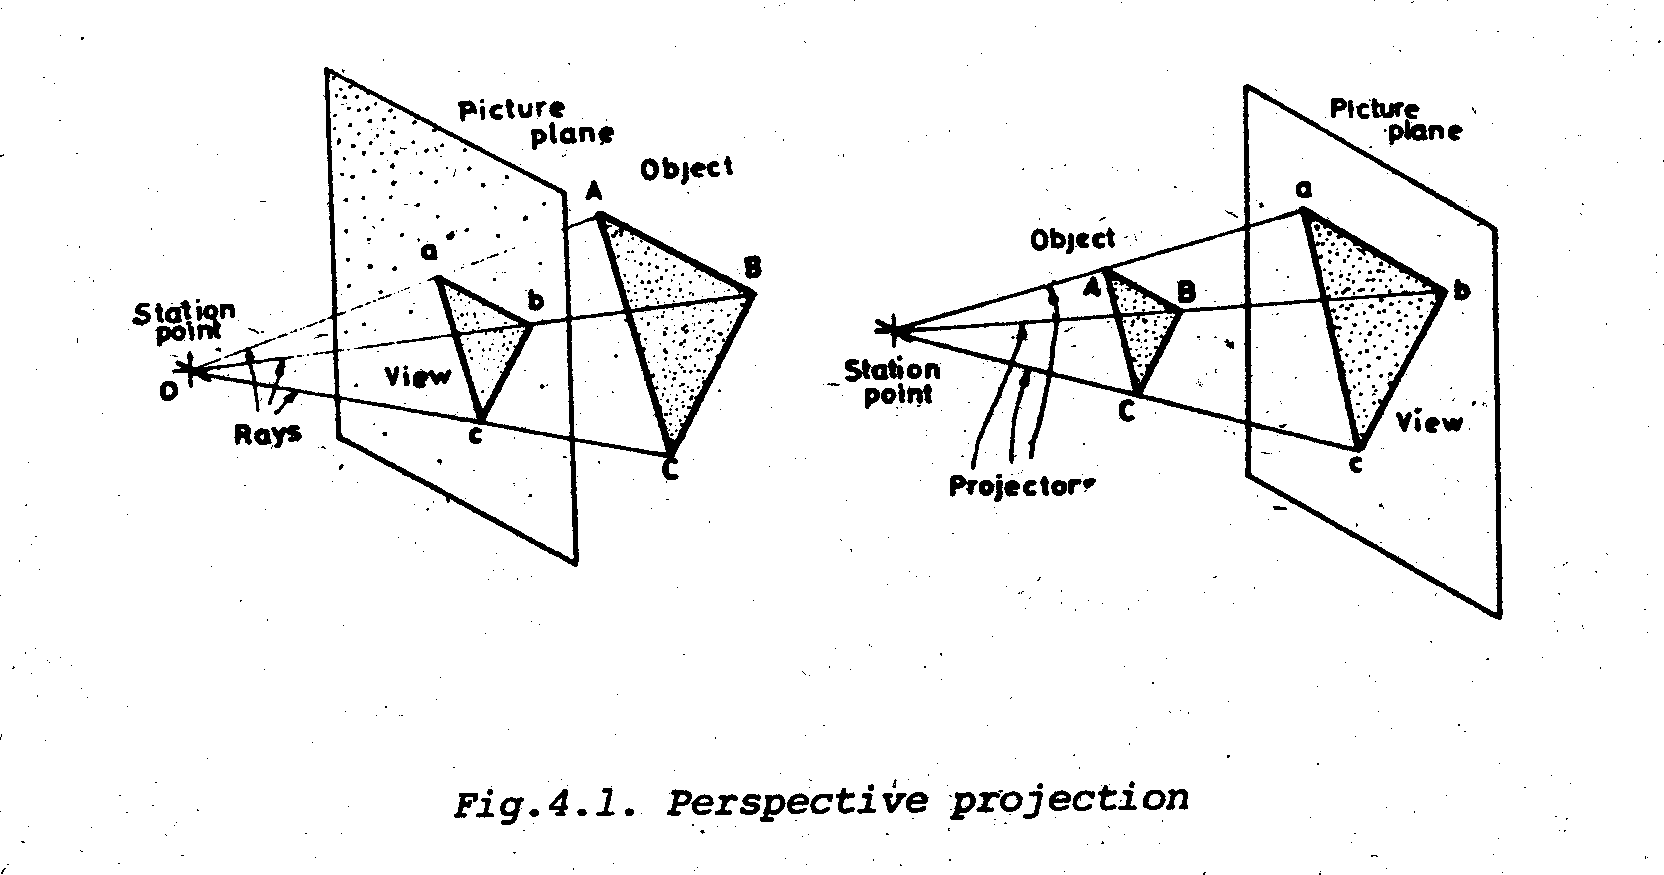 Picture
plane
Object
A
a
B
b
Station
point
O
View
Rays
c
C
Picture
plane
a
Object
A
B
b
Station
point
C
View
c
Projectors
Fig.4.1. Perspective projection